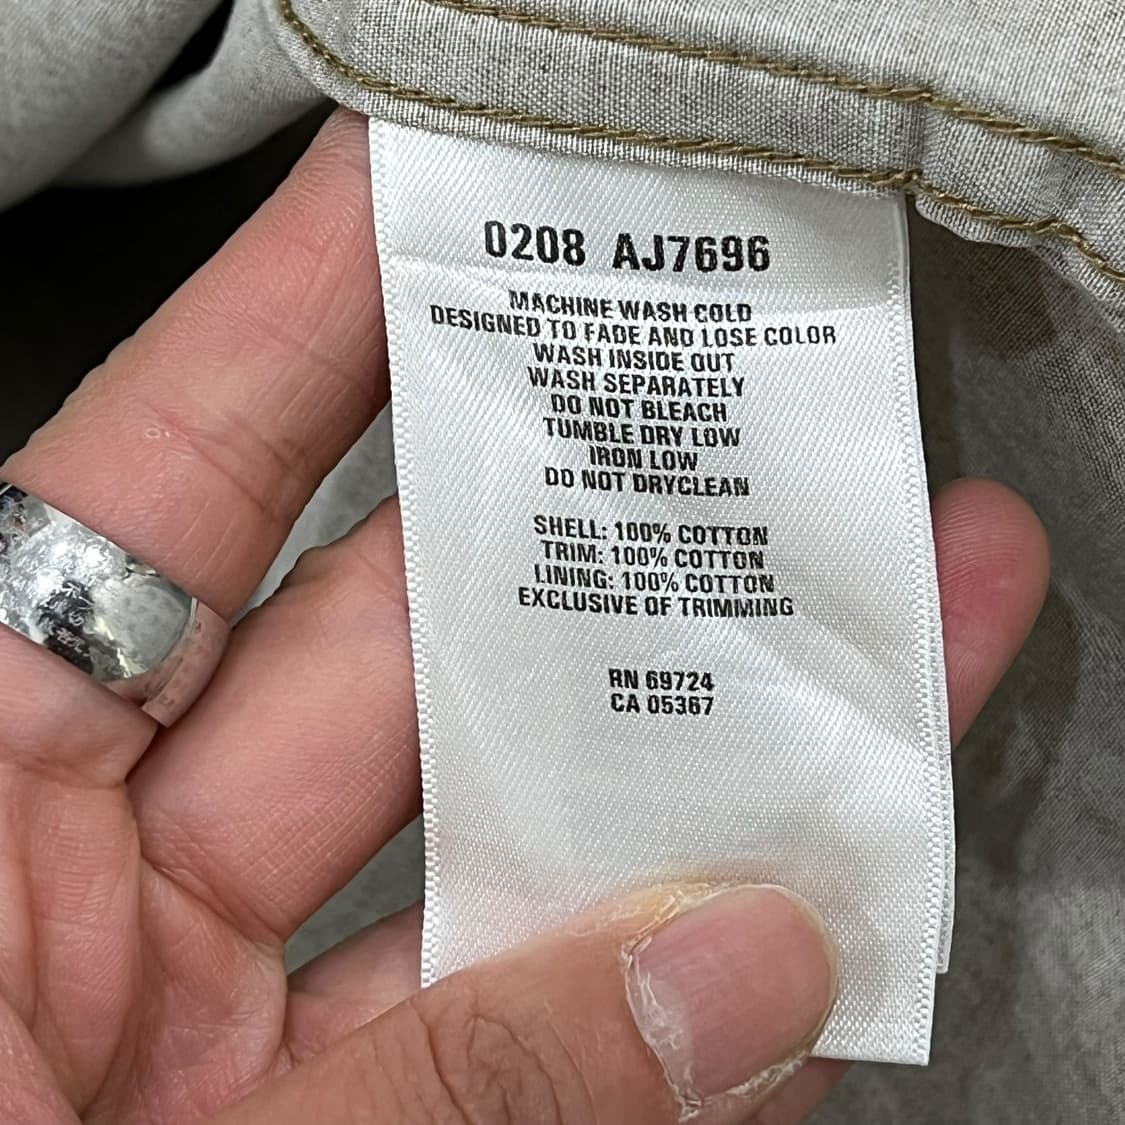 0208 AJ7696
MACHINE WASH COLD
DESIGNED TO FADE AND LOSE COLOR
WASH INSIDE OUT
WASH SEPARATELY
DO NOT BLEACH
TUMBLE DRY LOW
IRON LOW
DO NOT DRYCLEAN
SHELL: 100% COTTON
TRIM: 100% COTTON
LINING: 100% COTTON
EXCLUSIVE OF TRIMMING
RN 69724
CA 05367